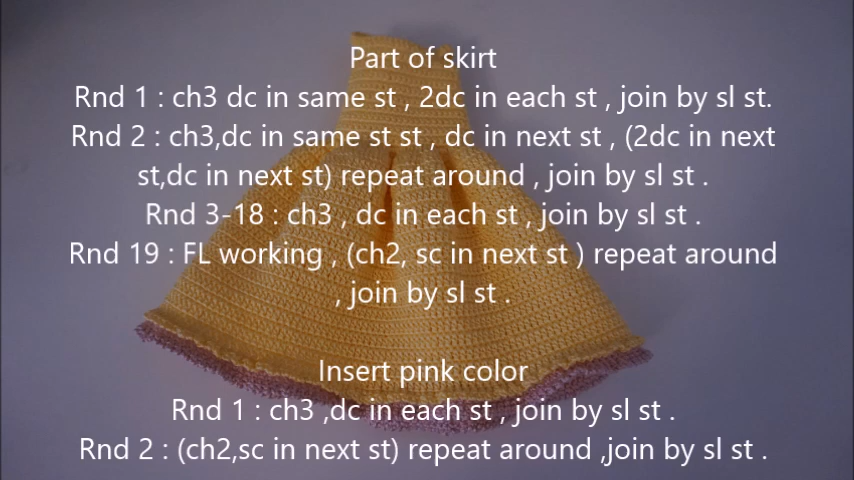 Part of skirt
Rnd 1 : ch3 dc in same st , 2dc in each st , join by sl st.
Rnd 2 : ch3,dc in same st st , dc in next st , (2dc in next
st,dc in next st) repeat around , join by sl st .
Rnd 3-18 : ch3 , dc in each st , join by sl st .
Rnd 19 : FL working , (ch2, sc in next st ) repeat around
, join by sl st .
Insert pink color
Rnd 1 : ch3 ,dc in each st , join by sl st .
Rnd 2 : (ch2,sc in next st) repeat around ,join by sl st .